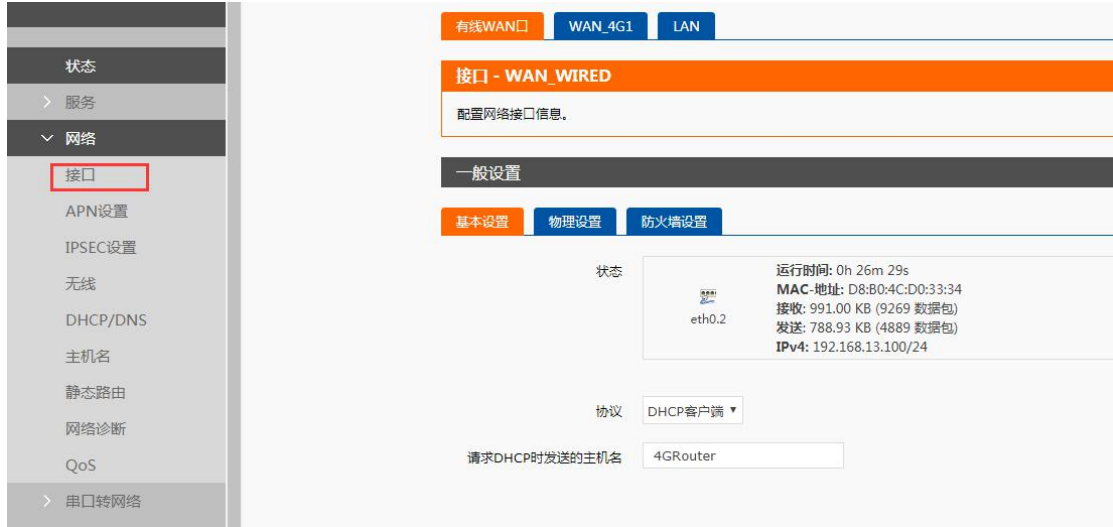 状态
服务
网络
接口
APN设置
IPSEC设置
无线
DHCP/DNS
主机名
静态路由
网络诊断
QoS
串口转网络
有线WAN口 WAN_4G1 LAN
接口 - WAN_WIRED
配置网络接口信息。
一般设置
基本设置 物理设置 防火墙设置
状态
eth0.2
运行时间: 0h 26m 29s
MAC-地址: D8:B0:4C:D0:33:34
接收: 991.00 KB (9269 数据包)
发送: 788.93 KB (4889 数据包)
IPv4: 192.168.13.100/24
协议 DHCP客户端
请求DHCP时发送的主机名 4GRouter